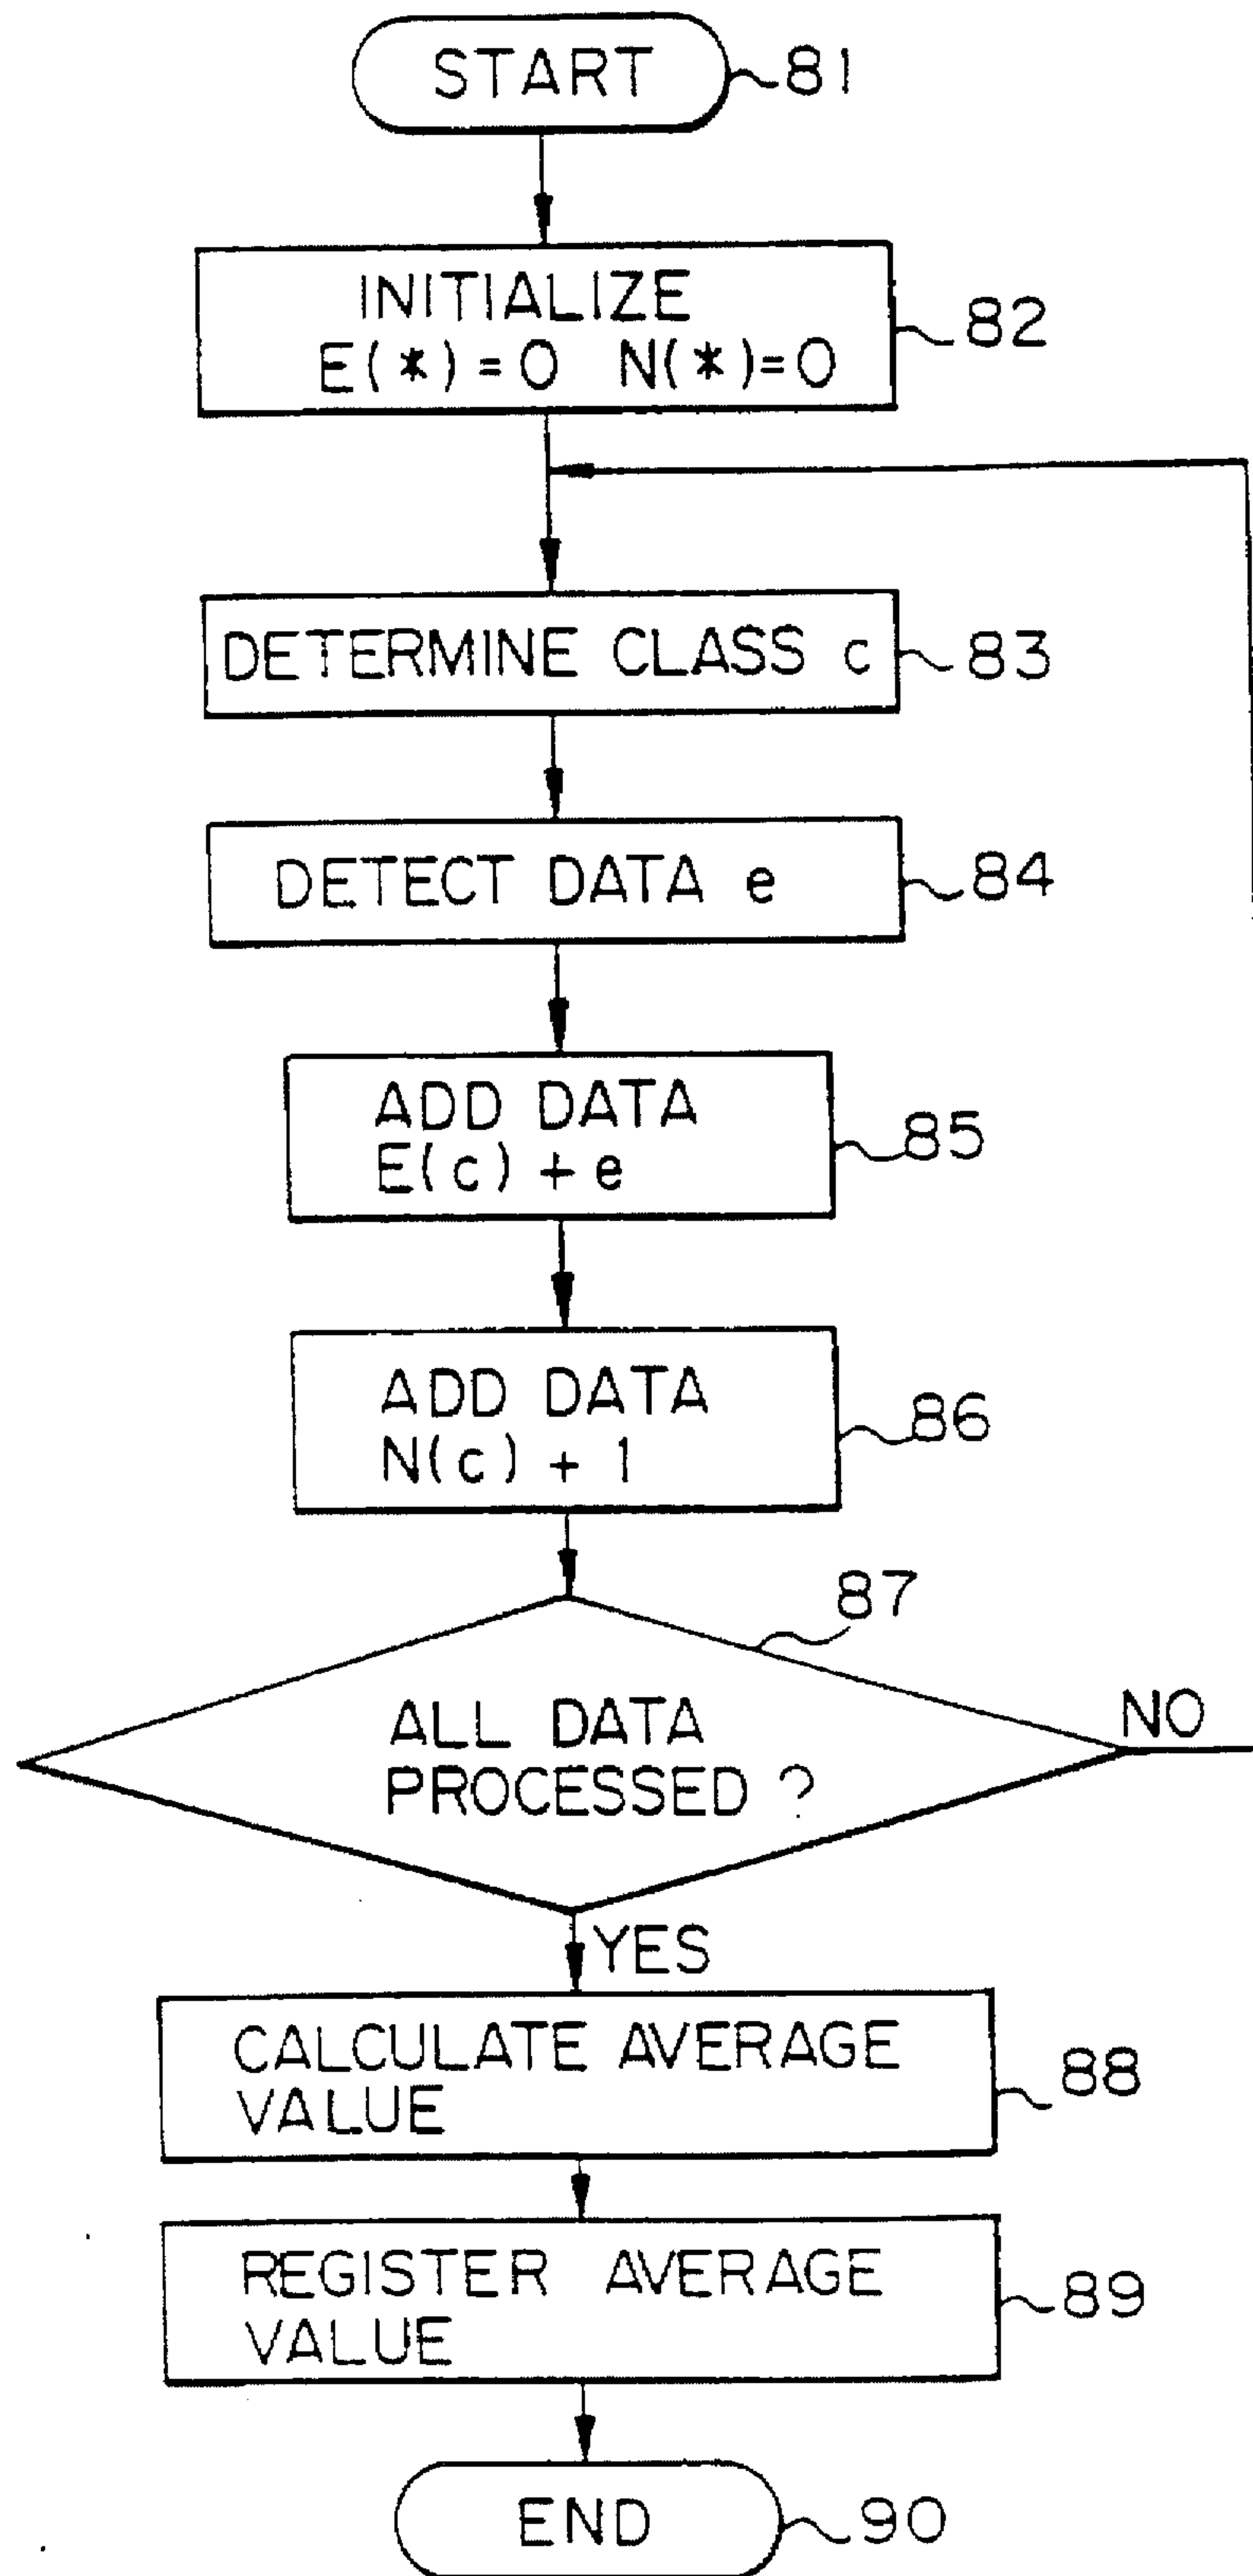 START 81
INITIALIZE
E(*)=0 N(*)=0 82
DETERMINE CLASS c 83
DETECT DATA e 84
ADD DATA
E(c) + e 85
ADD DATA
N(c) + 1 86
87
ALL DATA
PROCESSED ?
NO
YES
CALCULATE AVERAGE
VALUE 88
REGISTER AVERAGE
VALUE 89
END 90